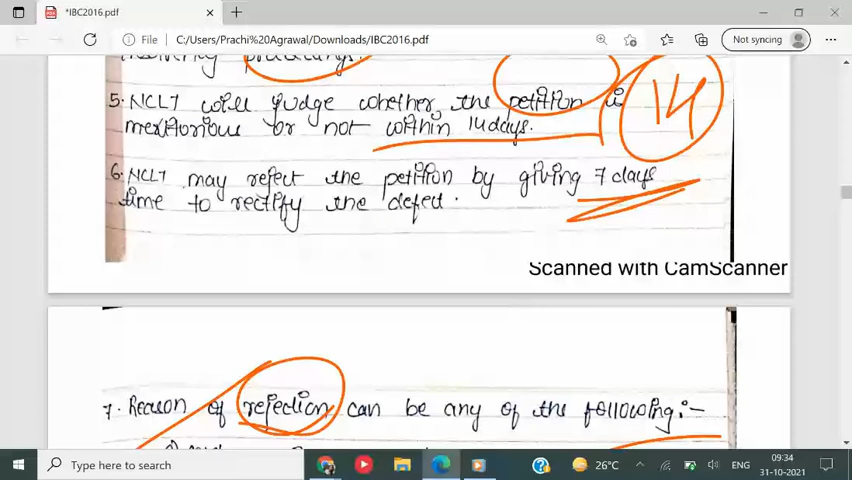 *IBC2016.pdf
File
C:/Users/Prachi%20Agrawal/Downloads/IBC2016.pdf
Not syncing
5. NCLT will judge whether the petition is
meritorious or not within 14 days.
14
6. NCLT may reject the petition by giving 7 days
time to rectify the defect.
Scanned with CamScanner
7. Reason of rejection can be any of the following:-
Type here to search
26°C
ENG
09:34
31-10-2021